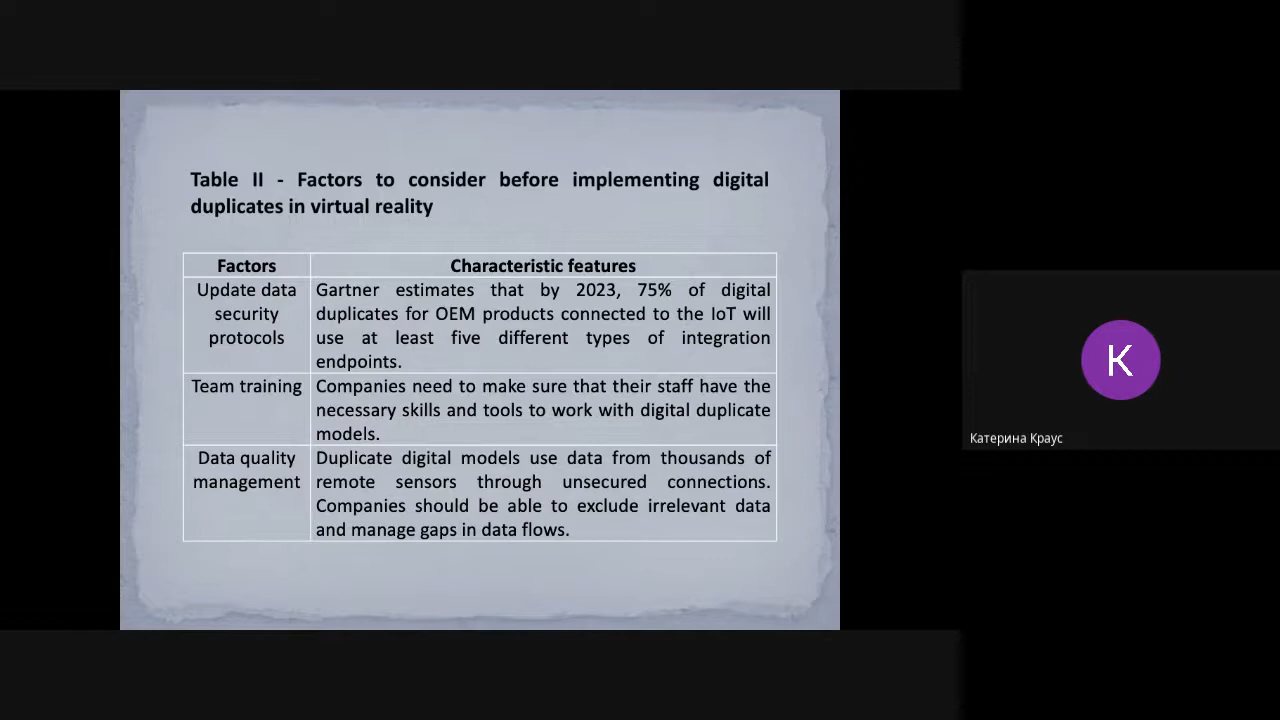 Table II - Factors to consider before implementing digital
duplicates in virtual reality
Factors
Characteristic features
Update data
security
protocols
Gartner estimates that by 2023, 75% of digital
duplicates for OEM products connected to the IoT will
use at least five different types of integration
endpoints.
Team training
Companies need to make sure that their staff have the
necessary skills and tools to work with digital duplicate
models.
Data quality
management
Duplicate digital models use data from thousands of
remote sensors through unsecured connections.
Companies should be able to exclude irrelevant data
and manage gaps in data flows.
K
Катерина Краус